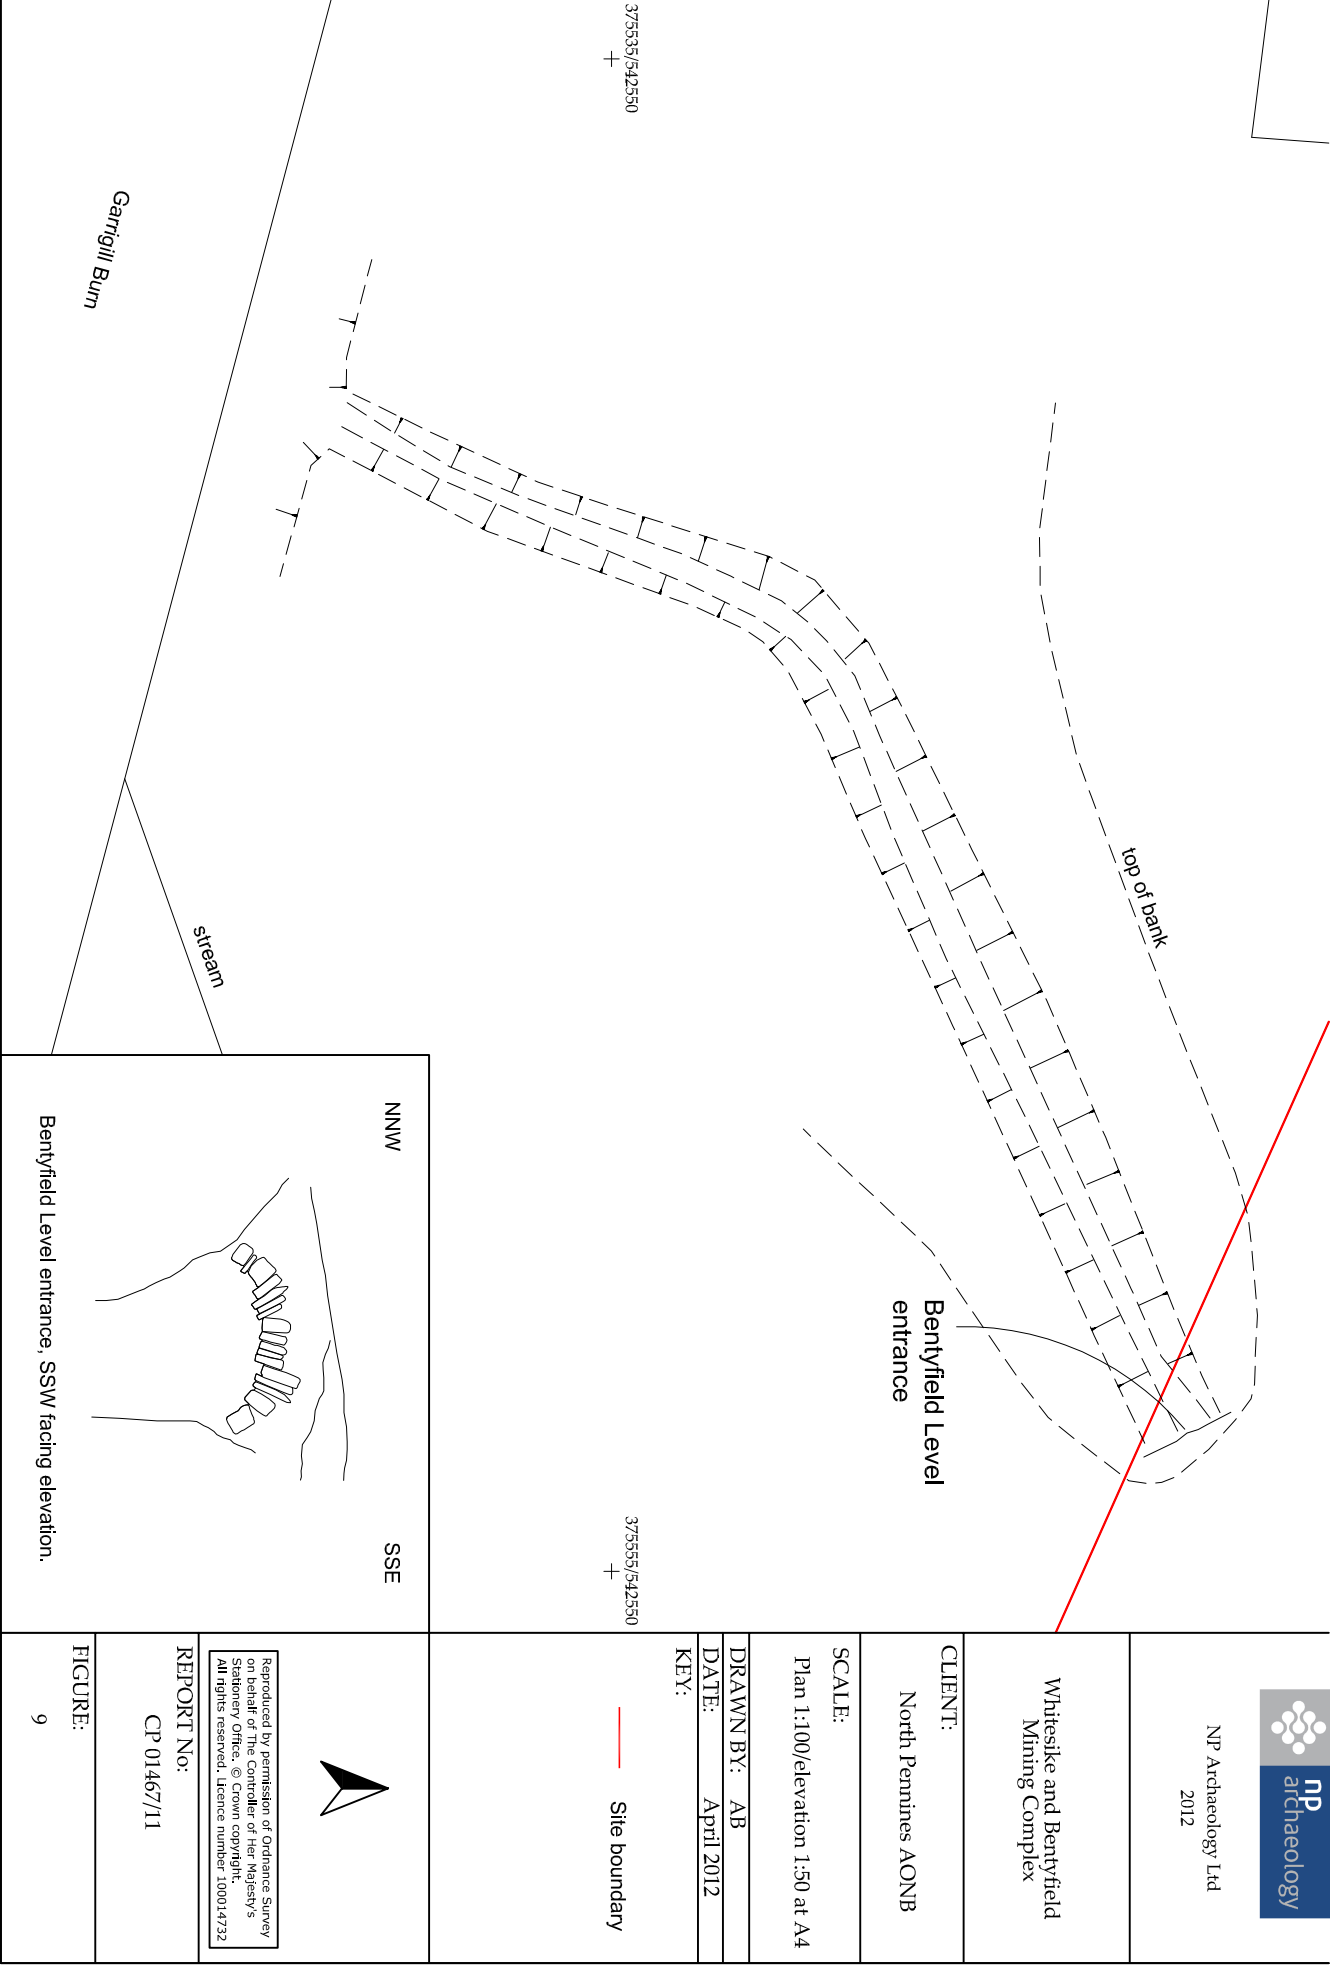 375535/542550
Garrigill Burn
top of bank
stream
Bentyfield Level
entrance
375555/542550
NNW
SSE
Bentyfield Level entrance, SSW facing elevation.
np
archaeology
NP Archaeology Ltd
2012
Whitesike and Bentyfield
Mining Complex
CLIENT:
North Pennines AONB
SCALE:
Plan 1:100/elevation 1:50 at A4
DRAWN BY: AB
DATE: April 2012
KEY:
Site boundary
Reproduced by permission of Ordnance Survey
on behalf of The Controller of Her Majesty's
Stationery Office. © Crown copyright.
All rights reserved. Licence number 100014732
REPORT No:
CP 01467/11
FIGURE:
9